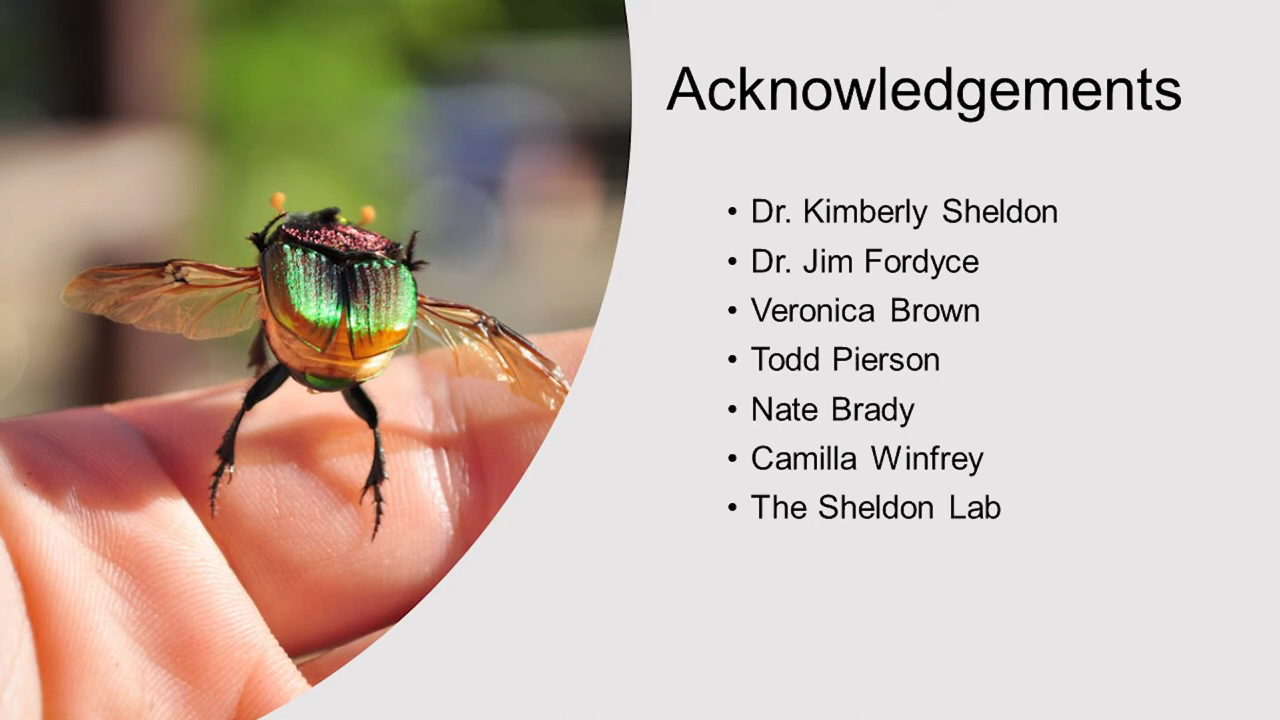 Acknowledgements
• Dr. Kimberly Sheldon
• Dr. Jim Fordyce
• Veronica Brown
• Todd Pierson
• Nate Brady
• Camilla Winfrey
• The Sheldon Lab